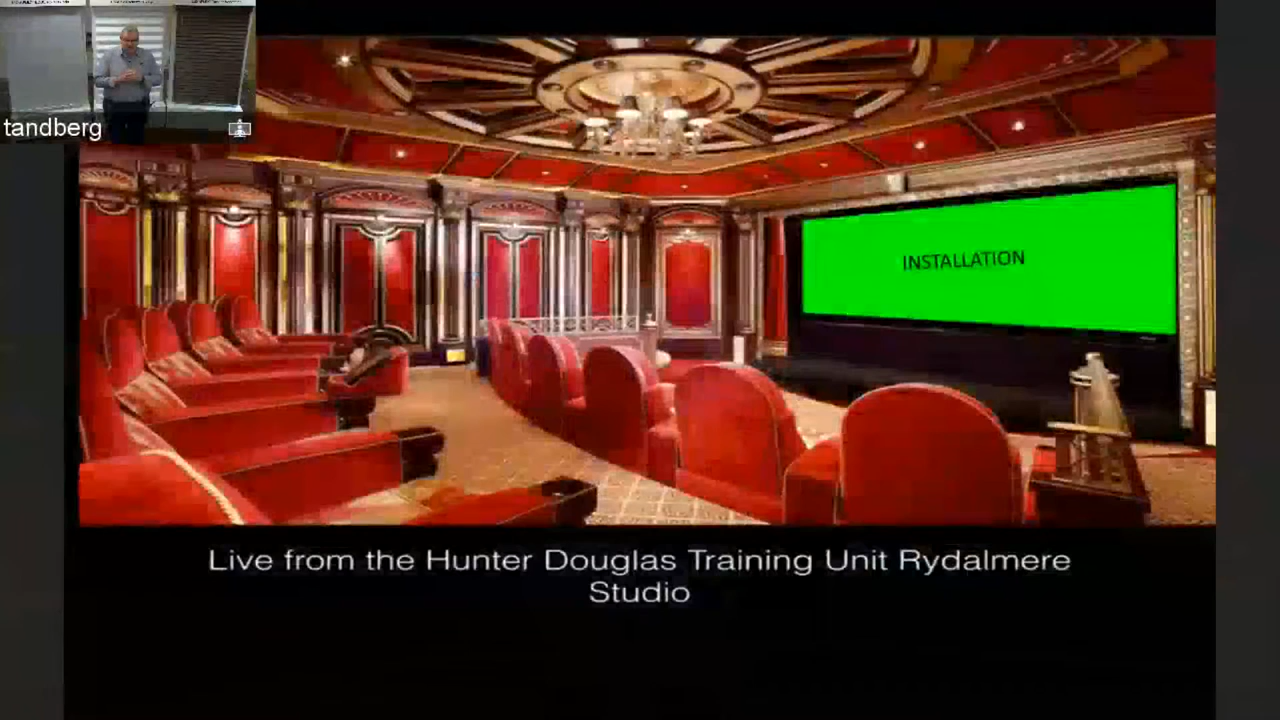 tandberg
INSTALLATION
Live from the Hunter Douglas Training Unit Rydalmere
Studio